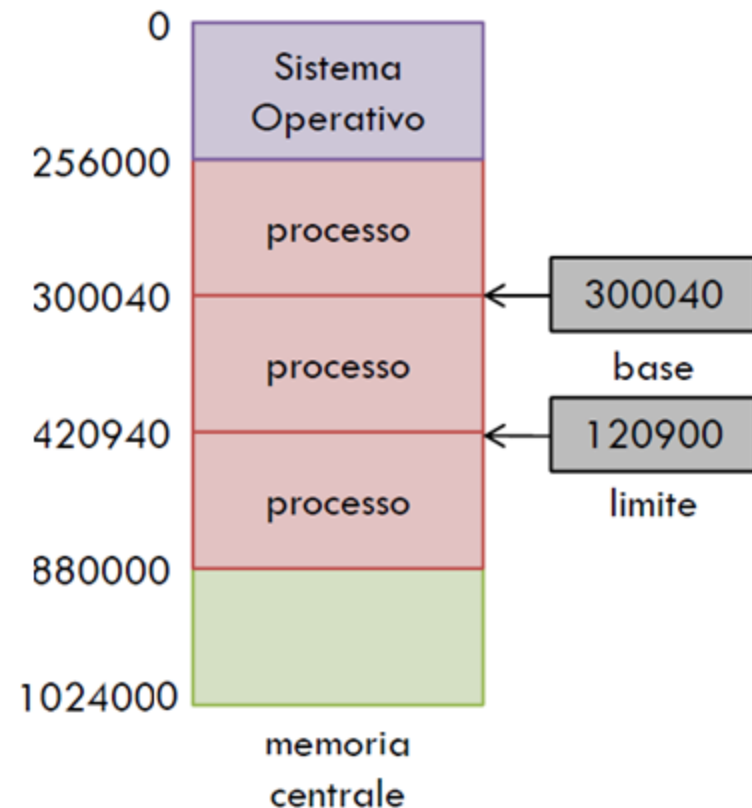 0
Sistema
Operativo
256000
processo
300040
300040
processo
base
420940
120900
processo
limite
880000
1024000
memoria
centrale